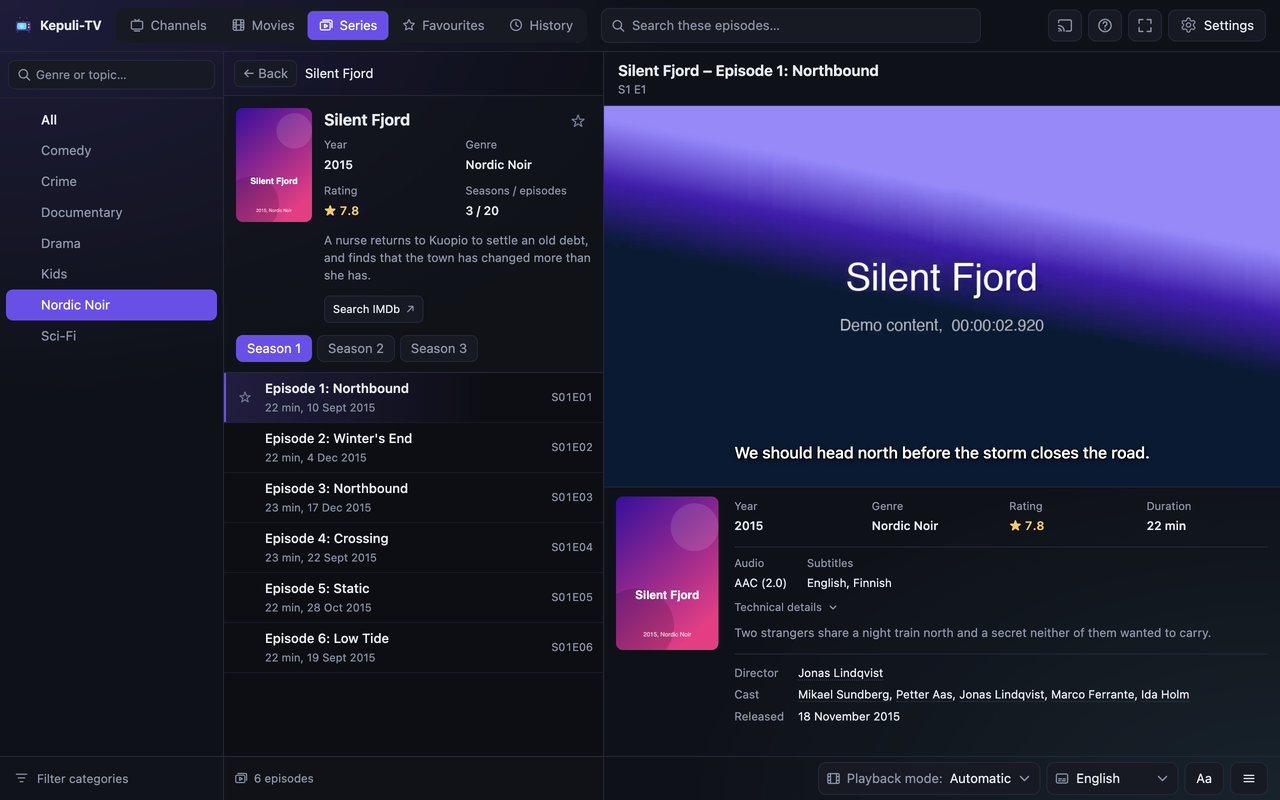 Kepuli-TV
Channels
Movies
Series
Favourites
History
Search these episodes...
Settings
Genre or topic...
All
Comedy
Crime
Documentary
Drama
Kids
Nordic Noir
Sci-Fi
Filter categories
Back
Silent Fjord
Silent Fjord
2015, Nordic Noir
Silent Fjord
Year
2015
Genre
Nordic Noir
Rating
7.8
Seasons / episodes
3 / 20
A nurse returns to Kuopio to settle an old debt,
and finds that the town has changed more than
she has.
Search IMDb
Season 1
Season 2
Season 3
Episode 1: Northbound
22 min, 10 Sept 2015
S01E01
Episode 2: Winter's End
22 min, 4 Dec 2015
S01E02
Episode 3: Northbound
23 min, 17 Dec 2015
S01E03
Episode 4: Crossing
23 min, 22 Sept 2015
S01E04
Episode 5: Static
22 min, 28 Oct 2015
S01E05
Episode 6: Low Tide
22 min, 19 Sept 2015
S01E06
6 episodes
Silent Fjord – Episode 1: Northbound
S1 E1
Silent Fjord
Demo content, 00:00:02.920
We should head north before the storm closes the road.
Silent Fjord
2015, Nordic Noir
Year
2015
Genre
Nordic Noir
Rating
7.8
Duration
22 min
Audio
AAC (2.0)
Subtitles
English, Finnish
Technical details
Two strangers share a night train north and a secret neither of them wanted to carry.
Director
Jonas Lindqvist
Cast
Mikael Sundberg, Petter Aas, Jonas Lindqvist, Marco Ferrante, Ida Holm
Released
18 November 2015
Playback mode: Automatic
English
Aa